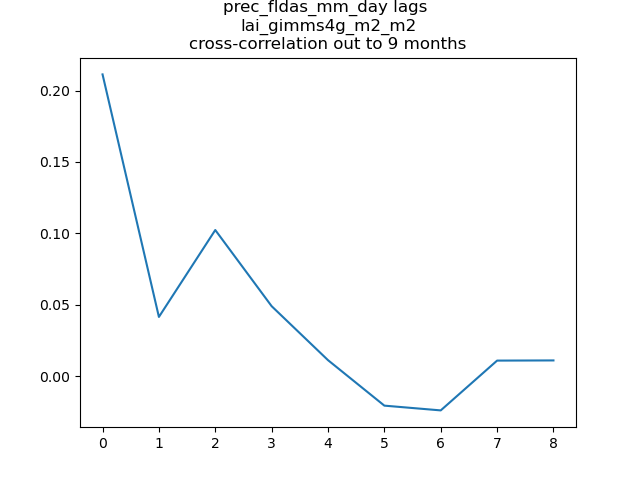 prec_fldas_mm_day lags
lai_gimms4g_m2_m2
cross-correlation out to 9 months
0.20
0.15
0.10
0.05
0.00
0 1 2 3 4 5 6 7 8